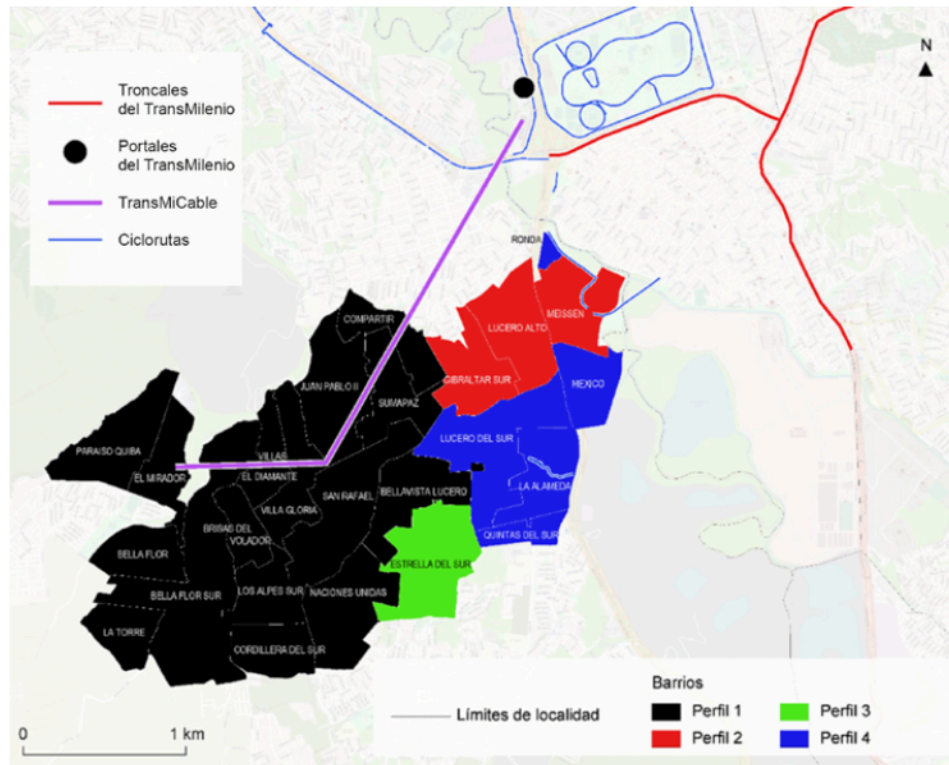 Troncales
del TransMilenio
Portales
del TransMilenio
TransMiCable
Ciclorutas
N
RONDA
MEISSEN
LUCERO ALTO
COMPARTIR
GIBRALTAR SUR
MEXICO
JUAN PABLO II
SUMAPAZ
LUCERO DEL SUR
PARAISO QUIBA
VILLAS
EL DIAMANTE
EL MIRADOR
LA ALAMEDA
BELLAVISTA LUCERO
SAN RAFAEL
VILLA GLORIA
BRISAS DEL
VOLADOR
QUINTAS DEL SUR
BELLA FLOR
ESTRELLA DEL SUR
LOS ALPES SUR
NACIONES UNIDAS
BELLA FLOR SUR
LA TORRE
CORDILLERA DEL SUR
Límites de localidad
Barrios
Perfil 1
Perfil 3
Perfil 2
Perfil 4
0 1 km